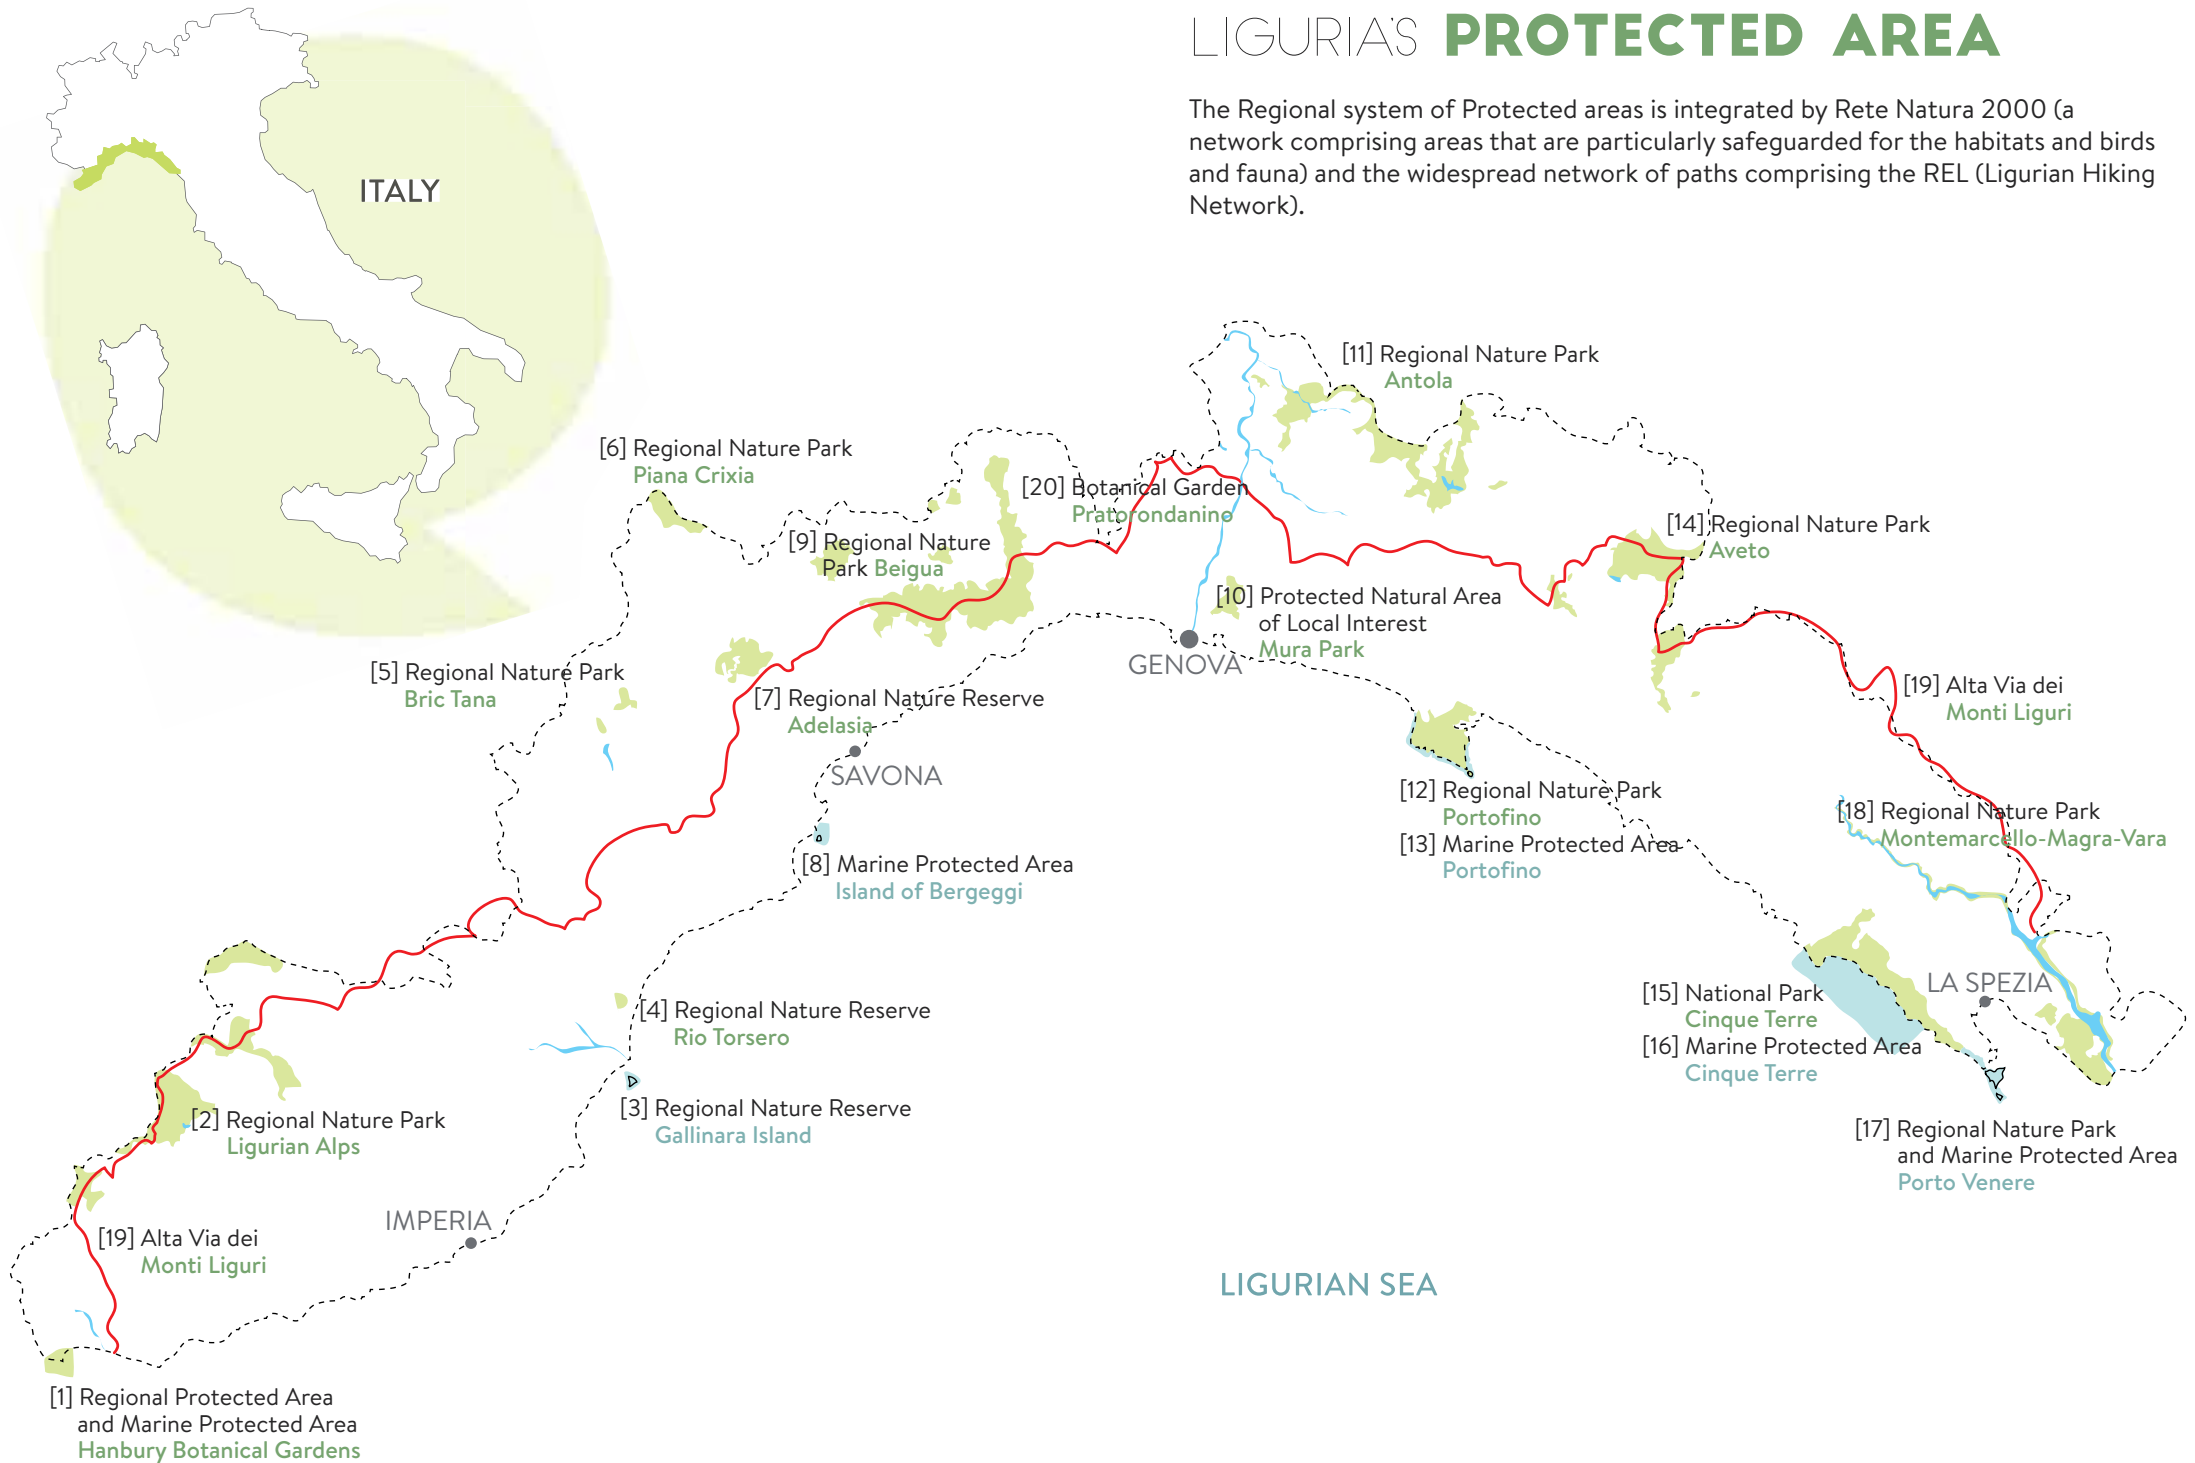 LIGURIA'S PROTECTED AREA
The Regional system of Protected areas is integrated by Rete Natura 2000 (a
network comprising areas that are particularly safeguarded for the habitats and birds
and fauna) and the widespread network of paths comprising the REL (Ligurian Hiking
Network).
ITALY
[11] Regional Nature Park
Antola
[6] Regional Nature Park
Piana Crixia
[20] Botanical Garden
Pratorondanino
[14] Regional Nature Park
Aveto
[9] Regional Nature
Park Beigua
[10] Protected Natural Area
of Local Interest
Mura Park
GENOVA
[5] Regional Nature Park
Bric Tana
[7] Regional Nature Reserve
Adelasia
[19] Alta Via dei
Monti Liguri
SAVONA
[12] Regional Nature Park
Portofino
[13] Marine Protected Area
Portofino
[18] Regional Nature Park
Montemarcello-Magra-Vara
[8] Marine Protected Area
Island of Bergeggi
LA SPEZIA
[15] National Park
Cinque Terre
[16] Marine Protected Area
Cinque Terre
[4] Regional Nature Reserve
Rio Torsero
[3] Regional Nature Reserve
Gallinara Island
[2] Regional Nature Park
Ligurian Alps
[17] Regional Nature Park
and Marine Protected Area
Porto Venere
IMPERIA
[19] Alta Via dei
Monti Liguri
LIGURIAN SEA
[1] Regional Protected Area
and Marine Protected Area
Hanbury Botanical Gardens